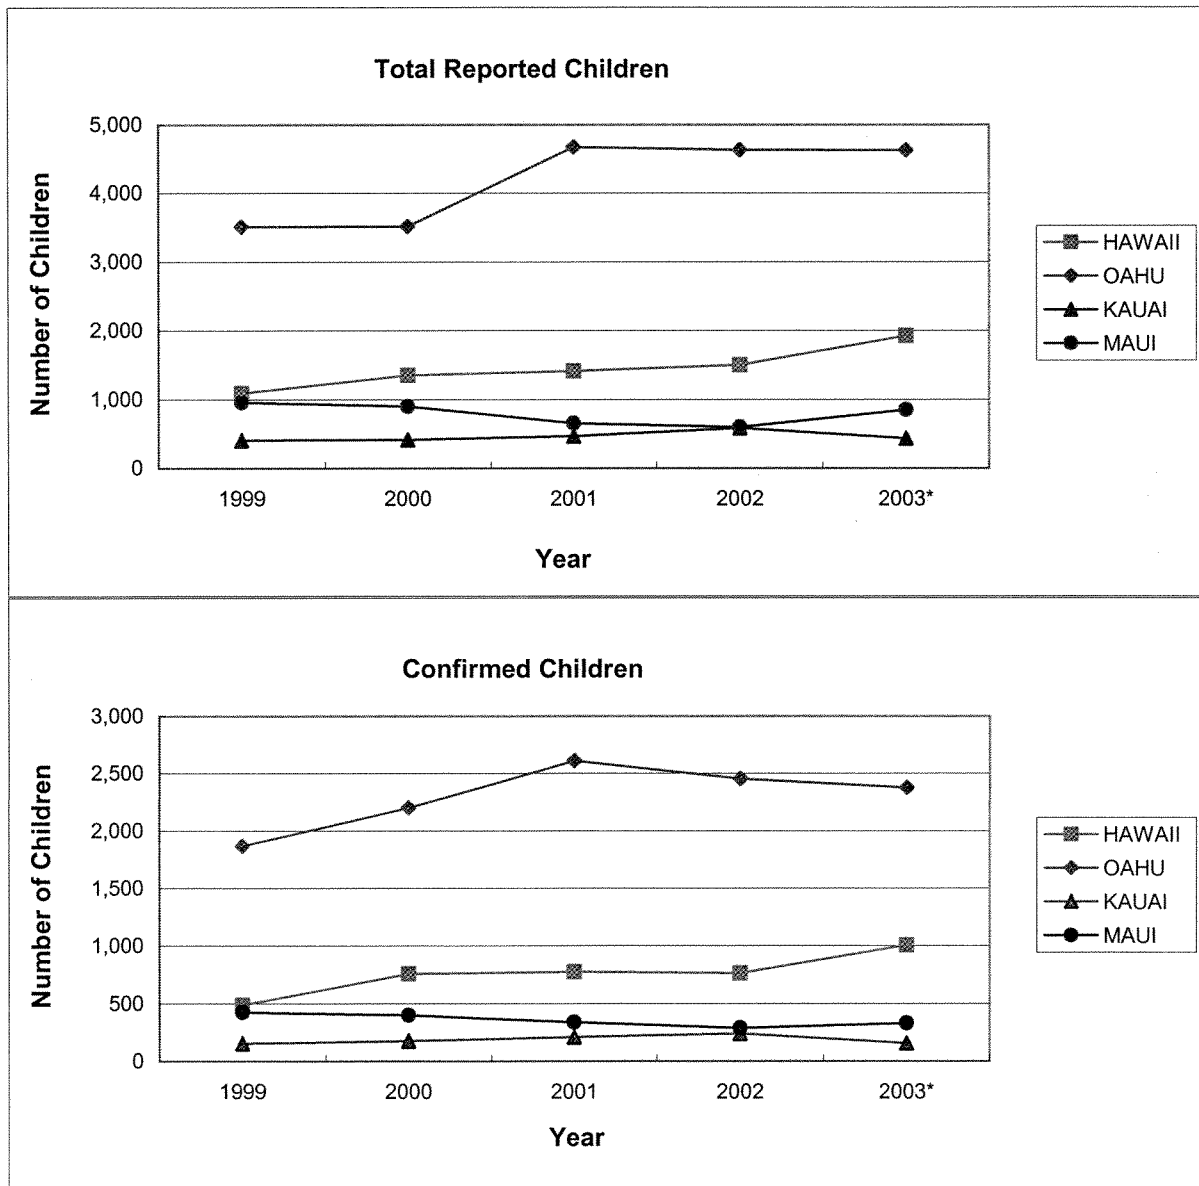 Total Reported Children
Number of Children
5,000
4,000
3,000
2,000
1,000
0
1999 2000 2001 2002 2003*
Year
HAWAII
OAHU
KAUAI
MAUI
Confirmed Children
Number of Children
3,000
2,500
2,000
1,500
1,000
500
0
1999 2000 2001 2002 2003*
Year
HAWAII
OAHU
KAUAI
MAUI